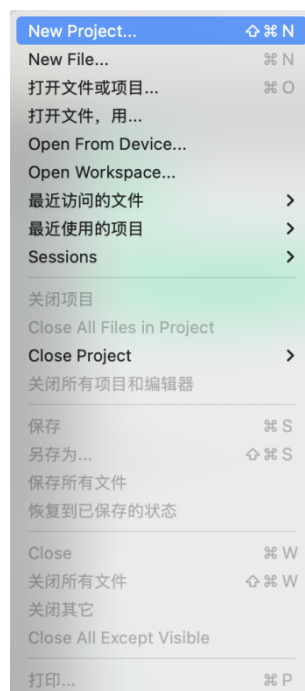 New Project... ⇧⌘N
New File... ⌘N
打开文件或项目... ⌘O
打开文件，用...
Open From Device...
Open Workspace...
最近访问的文件
最近使用的项目
Sessions
关闭项目
Close All Files in Project
Close Project
关闭所有项目和编辑器
保存 ⌘S
另存为... ⇧⌘S
保存所有文件
恢复到已保存的状态
Close ⌘W
关闭所有文件 ⇧⌘W
关闭其它
Close All Except Visible
打印... ⌘P